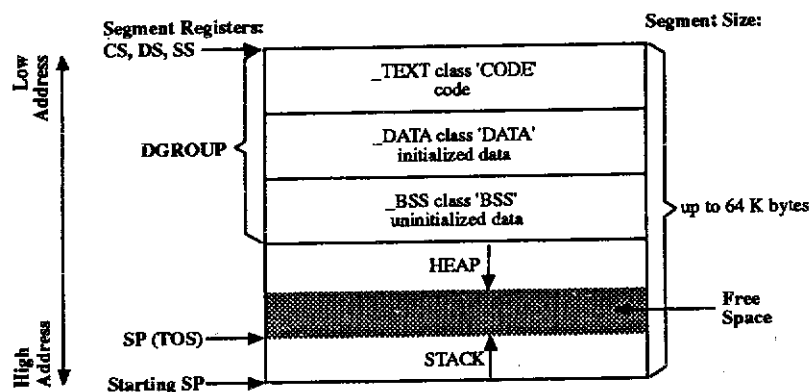 Segment Registers:
CS, DS, SS
Segment Size:
Low
Address
_TEXT class 'CODE'
code
DGROUP
_DATA class 'DATA'
initialized data
_BSS class 'BSS'
uninitialized data
up to 64 K bytes
HEAP
Free
Space
SP (TOS)
STACK
High
Address
Starting SP